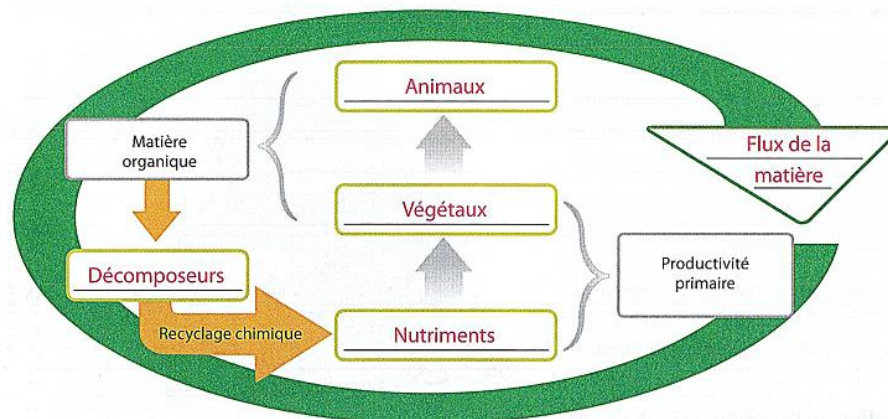 Animaux
Matière
organique
Flux de la
matière
Végétaux
Décomposeurs
Productivité
primaire
Recyclage chimique
Nutriments